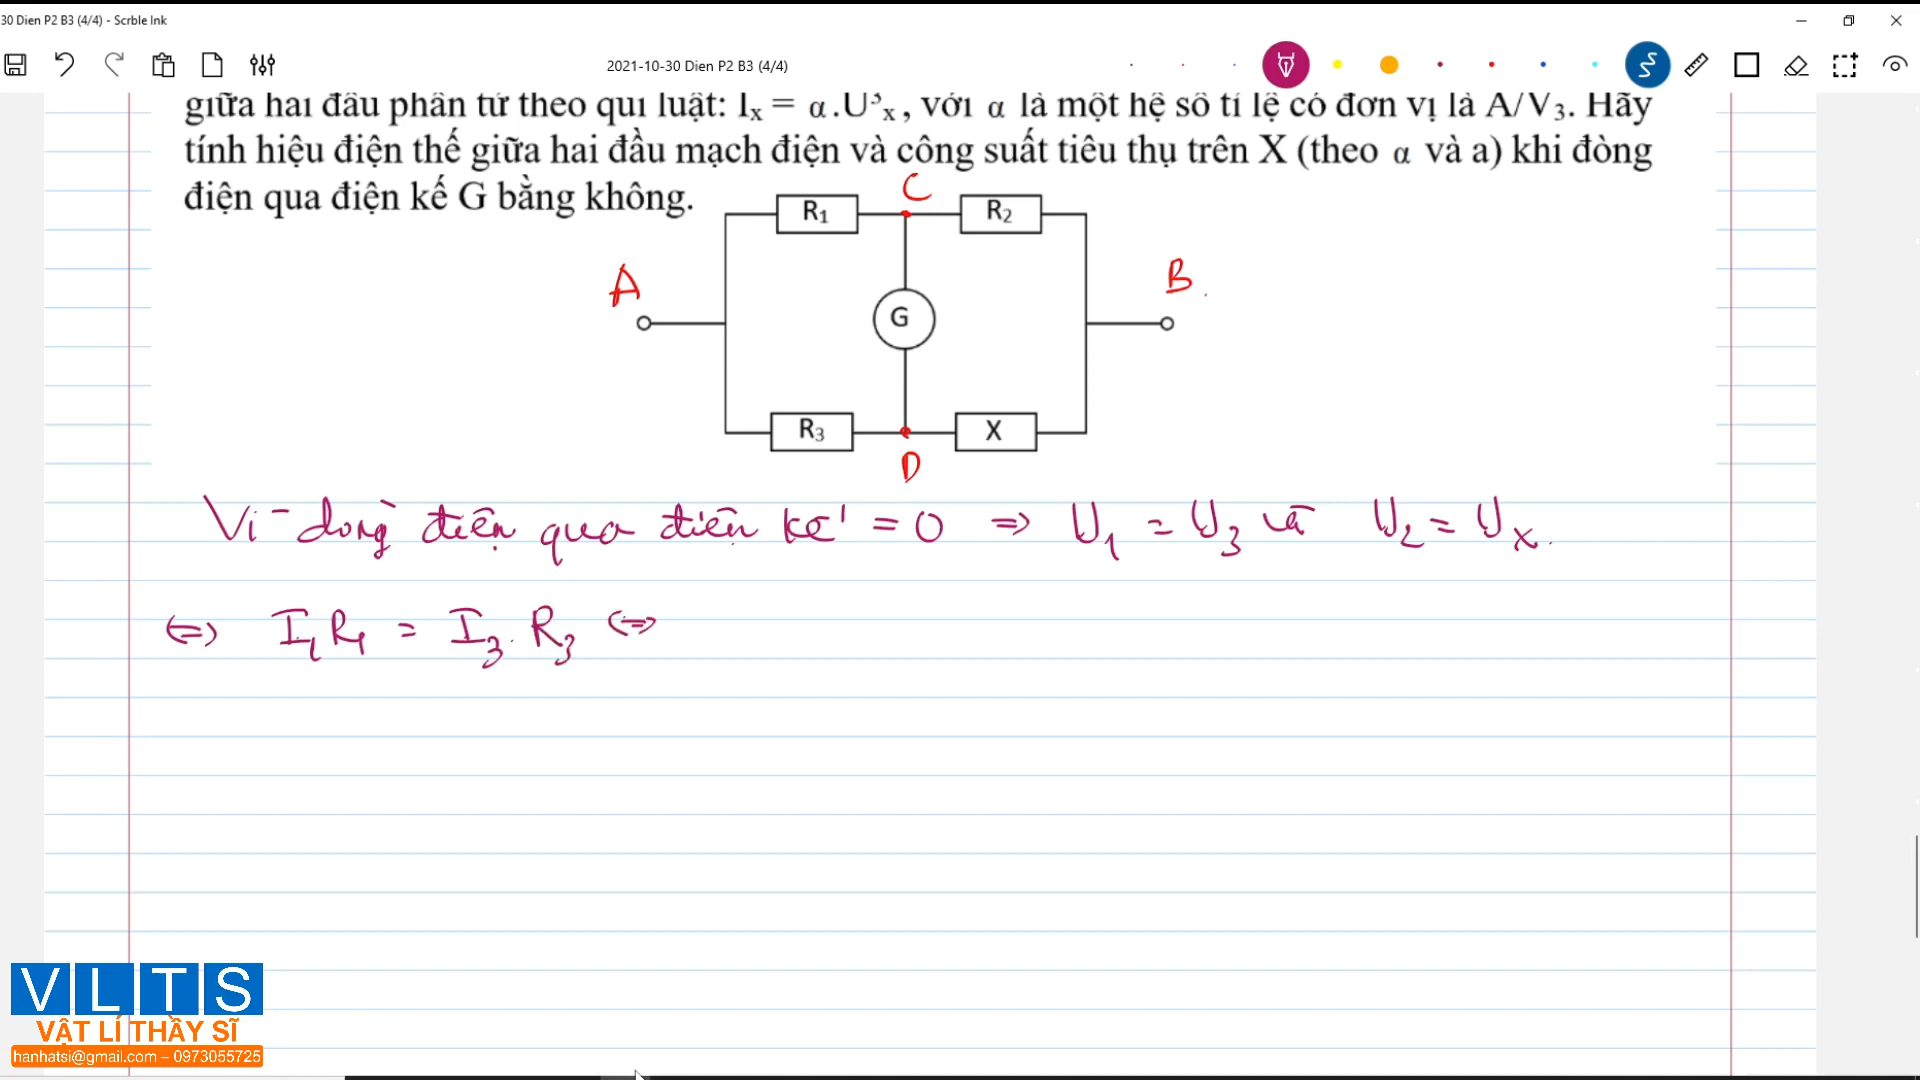 30 Dien P2 B3 (4/4) - Scrble Ink
2021-10-30 Dien P2 B3 (4/4)
giữa hai đầu phần tử theo qui luật: Iₓ = α.U³ₓ, với α là một hệ số tỉ lệ có đơn vị là A/V₃. Hãy
tính hiệu điện thế giữa hai đầu mạch điện và công suất tiêu thụ trên X (theo α và a) khi đòng
điện qua điện kế G bằng không.
C
R₁
R₂
A
B
G
R₃
X
D
Vì dòng điện qua điện kế = 0 => U₁ = U₃ và U₂ = Uₓ.
<=> I₁R₁ = I₃.R₃ <=>
VLTS
VẬT LÍ THẦY SĨ
hanhatsi@gmail.com – 0973055725